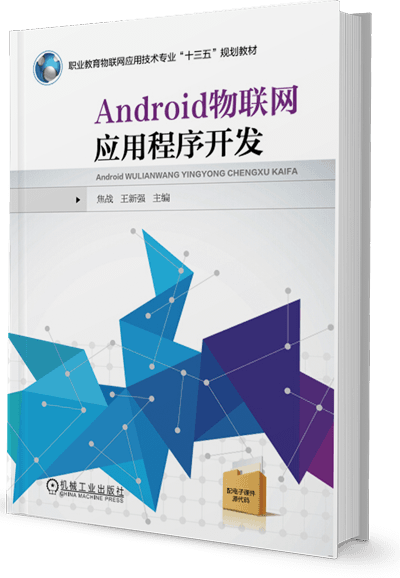 职业教育物联网应用技术专业“十三五”规划教材
Android物联网
应用程序开发
Android WULIANWANG YINGYONG CHENGXU KAIFA
焦战 王新强 主编
配电子课件
源代码
机械工业出版社
CHINA MACHINE PRESS